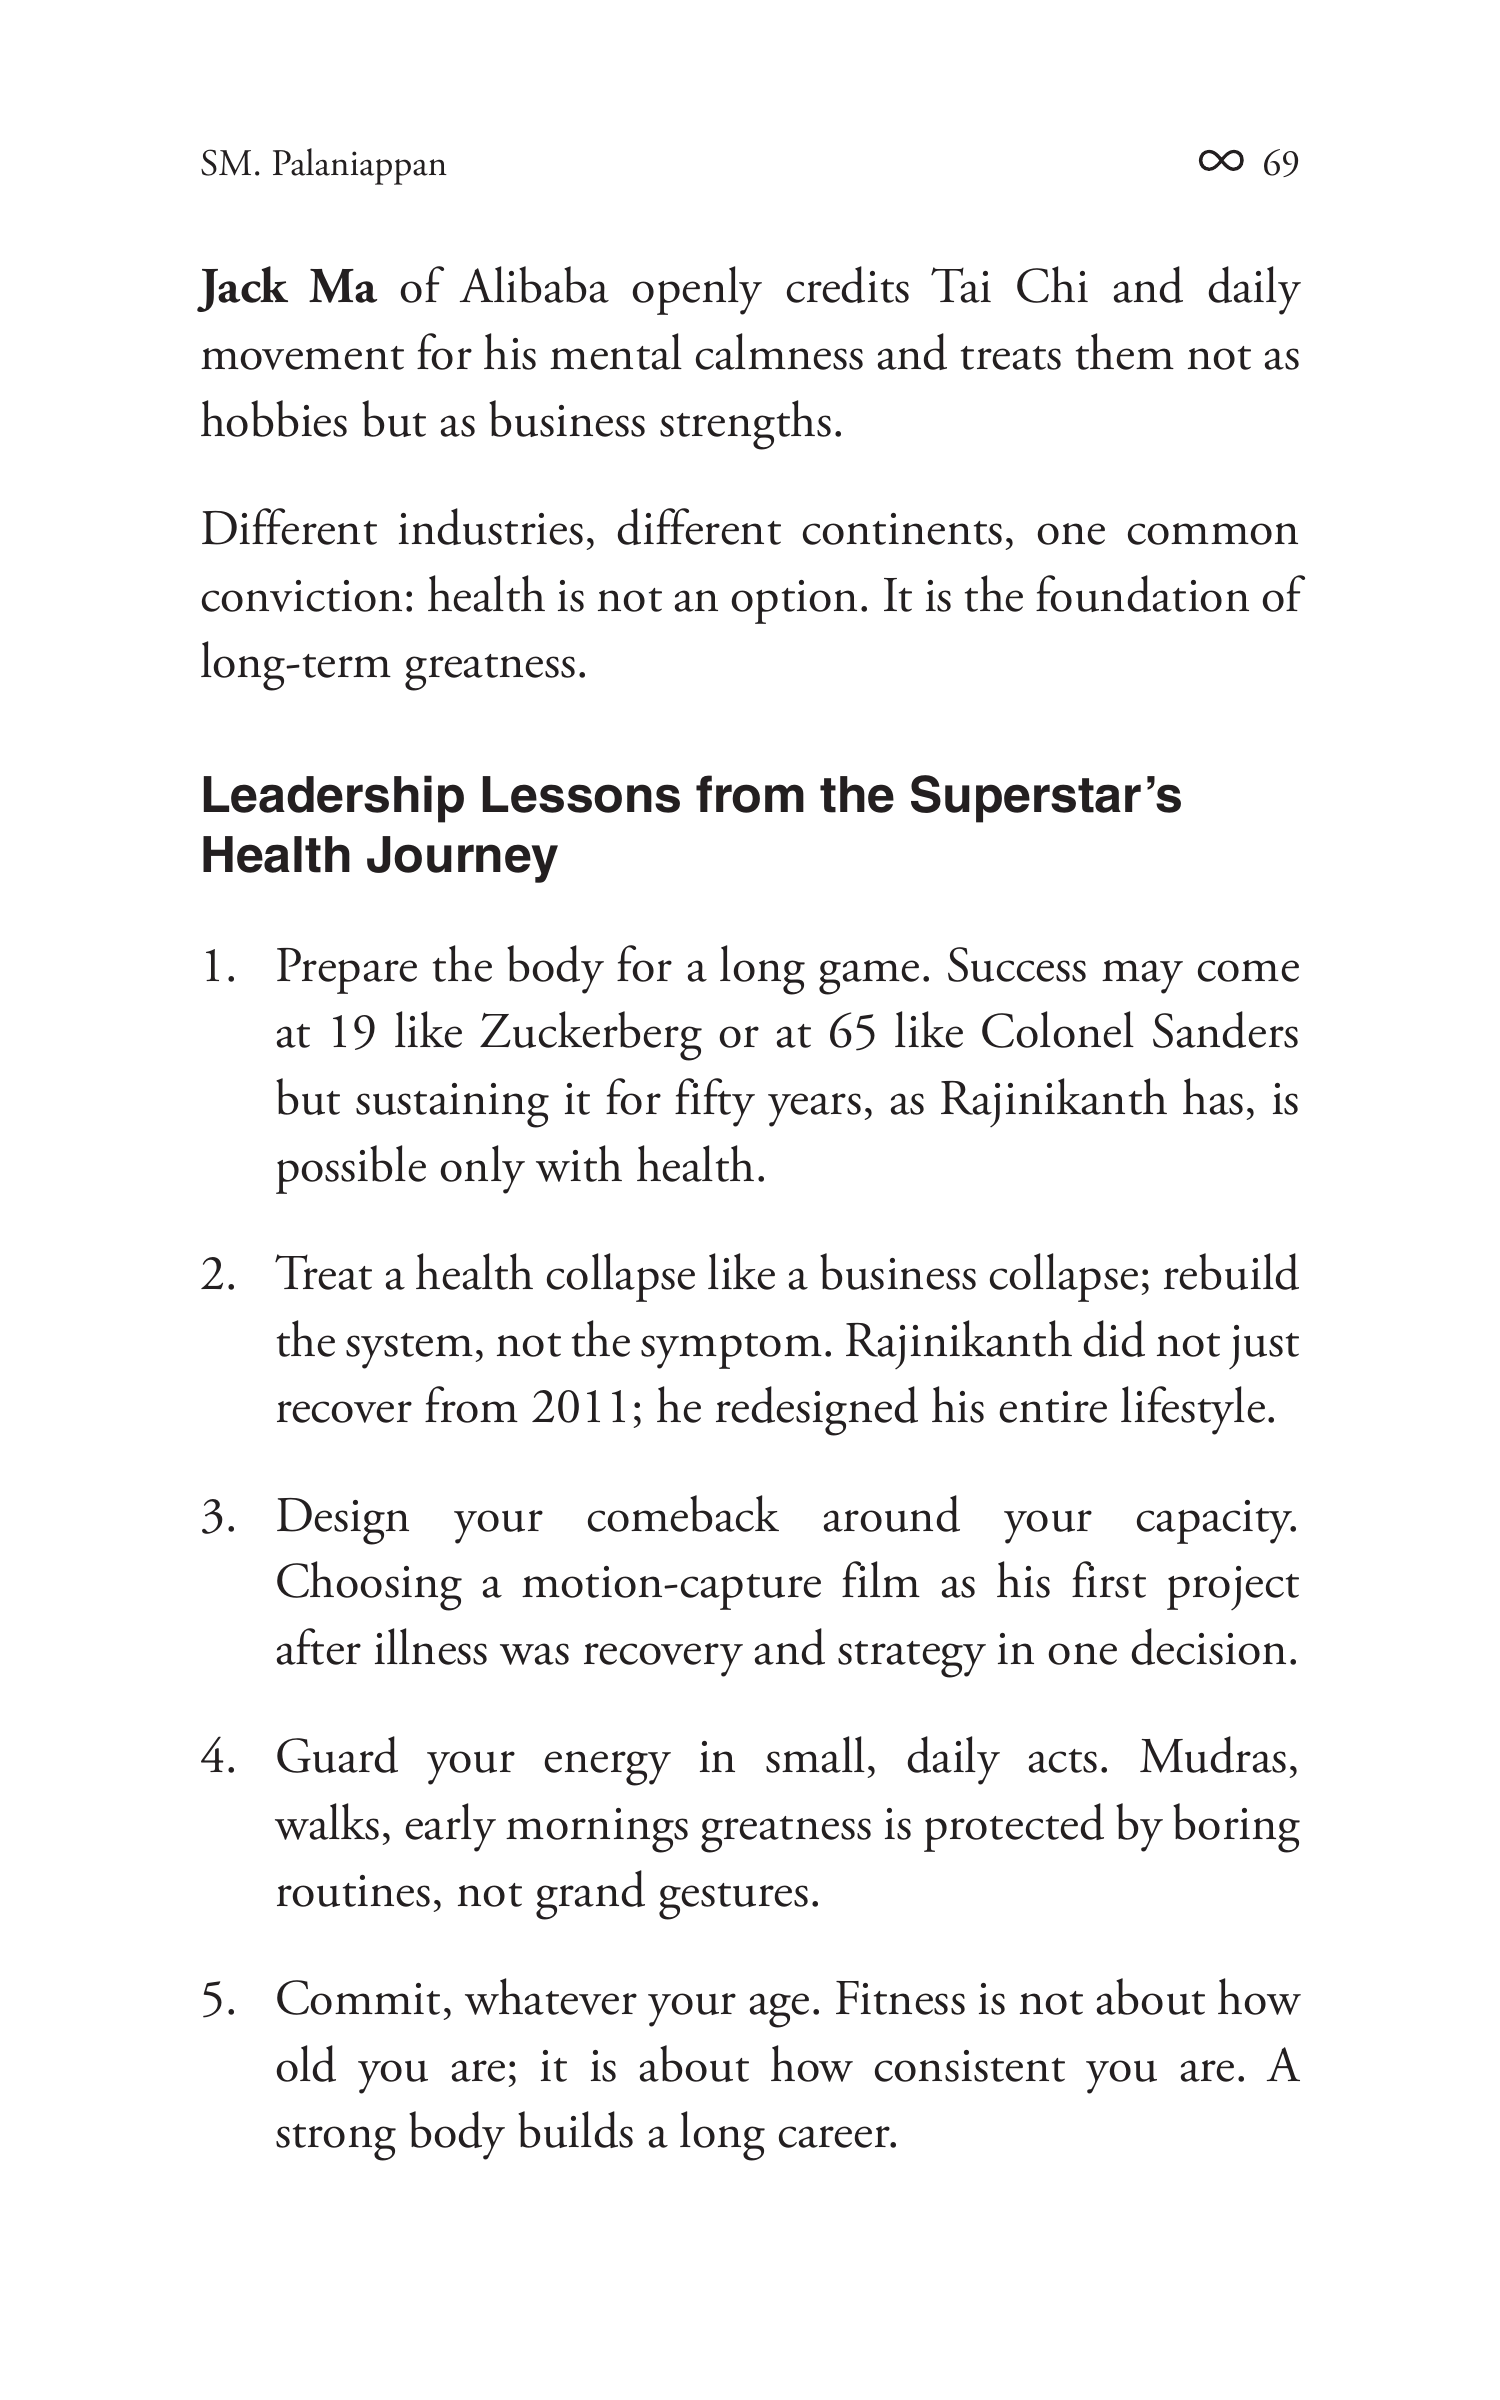 SM. Palaniappan ∞ 69
Jack Ma of Alibaba openly credits Tai Chi and daily
movement for his mental calmness and treats them not as
hobbies but as business strengths.
Different industries, different continents, one common
conviction: health is not an option. It is the foundation of
long-term greatness.
Leadership Lessons from the Superstar’s
Health Journey
1. Prepare the body for a long game. Success may come
at 19 like Zuckerberg or at 65 like Colonel Sanders
but sustaining it for fifty years, as Rajinikanth has, is
possible only with health.
2. Treat a health collapse like a business collapse; rebuild
the system, not the symptom. Rajinikanth did not just
recover from 2011; he redesigned his entire lifestyle.
3. Design your comeback around your capacity.
Choosing a motion-capture film as his first project
after illness was recovery and strategy in one decision.
4. Guard your energy in small, daily acts. Mudras,
walks, early mornings greatness is protected by boring
routines, not grand gestures.
5. Commit, whatever your age. Fitness is not about how
old you are; it is about how consistent you are. A
strong body builds a long career.